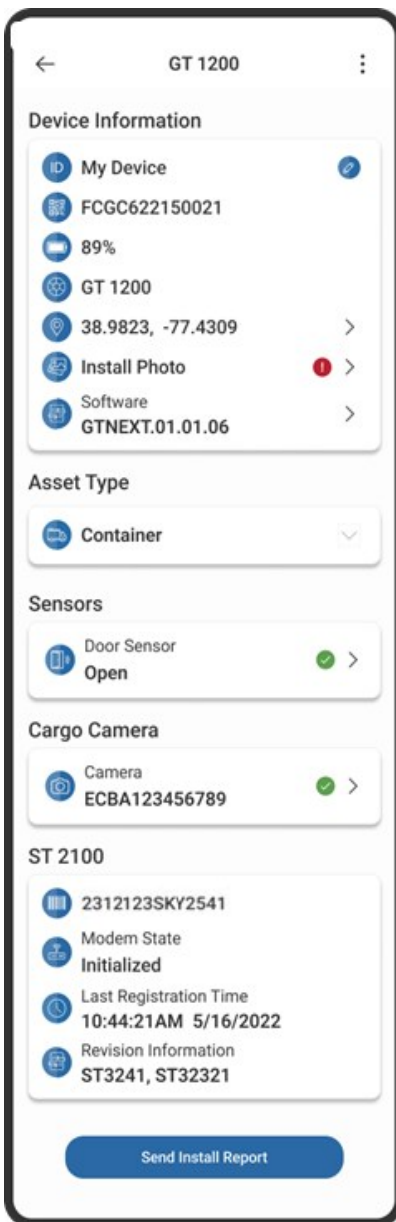 GT 1200
Device Information
ID My Device
FCGC622150021
89%
GT 1200
38.9823, -77.4309
Install Photo !
Software
GTNEXT.01.01.06
Asset Type
Container
Sensors
Door Sensor
Open
Cargo Camera
Camera
ECBA123456789
ST 2100
2312123SKY2541
Modem State
Initialized
Last Registration Time
10:44:21AM 5/16/2022
Revision Information
ST3241, ST32321
Send Install Report